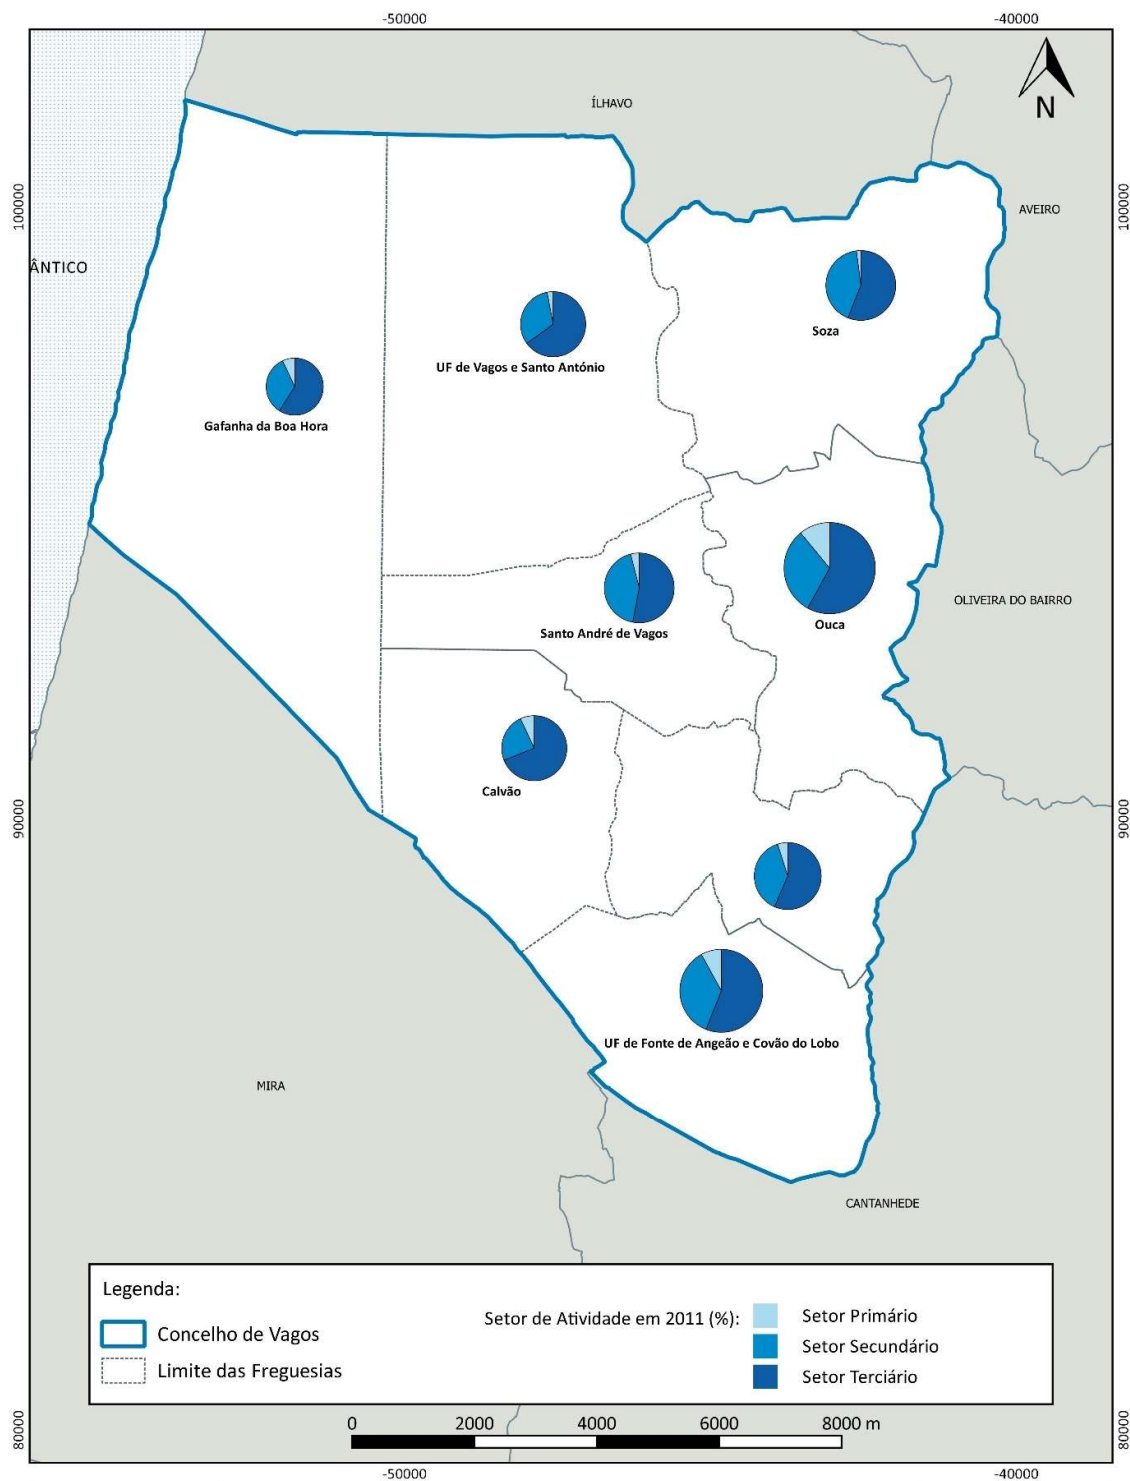 -50000
-40000
ÍLHAVO
N
100000
100000
AVEIRO
ÂNTICO
Soza
UF de Vagos e Santo António
Gafanha da Boa Hora
OLIVEIRA DO BAIRRO
Ouca
Santo André de Vagos
Calvão
90000
90000
UF de Fonte de Angeão e Covão do Lobo
MIRA
CANTANHEDE
Legenda:
Concelho de Vagos
Limite das Freguesias
Setor de Atividade em 2011 (%):
Setor Primário
Setor Secundário
Setor Terciário
80000
80000
0 2000 4000 6000 8000 m
-50000
-40000